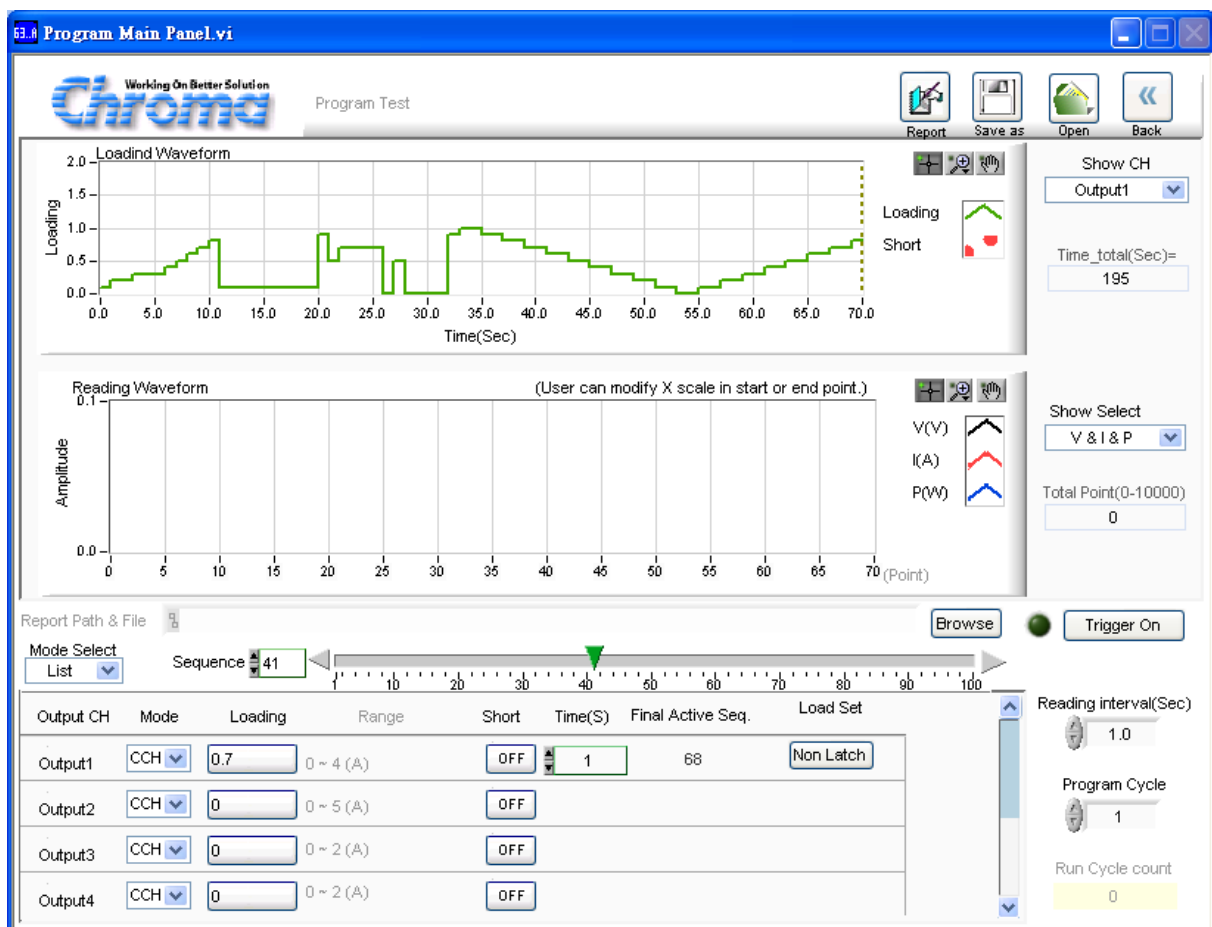 63..A Program Main Panel.vi
Working On Better Solution
Chroma
Program Test
Report
Save as
Open
Back
Loadind Waveform
2.0
1.5
1.0
0.5
0.0
Loading
0.0 5.0 10.0 15.0 20.0 25.0 30.0 35.0 40.0 45.0 50.0 55.0 60.0 65.0 70.0
Time(Sec)
Loading
Short
Show CH
Output1
Time_total(Sec)=
195
Reading Waveform
(User can modify X scale in start or end point.)
0.1
0.0
Amplitude
0 5 10 15 20 25 30 35 40 45 50 55 60 65 70 (Point)
V(V)
I(A)
P(W)
Show Select
V & I & P
Total Point(0-10000)
0
Report Path & File
Browse
Trigger On
Mode Select
List
Sequence 41
1 10 20 30 40 50 60 70 80 90 100
Output CH Mode Loading Range Short Time(S) Final Active Seq. Load Set
Output1 CCH 0.7 0 ~ 4 (A) OFF 1 68 Non Latch
Output2 CCH 0 0 ~ 5 (A) OFF
Output3 CCH 0 0 ~ 2 (A) OFF
Output4 CCH 0 0 ~ 2 (A) OFF
Reading interval(Sec)
1.0
Program Cycle
1
Run Cycle count
0